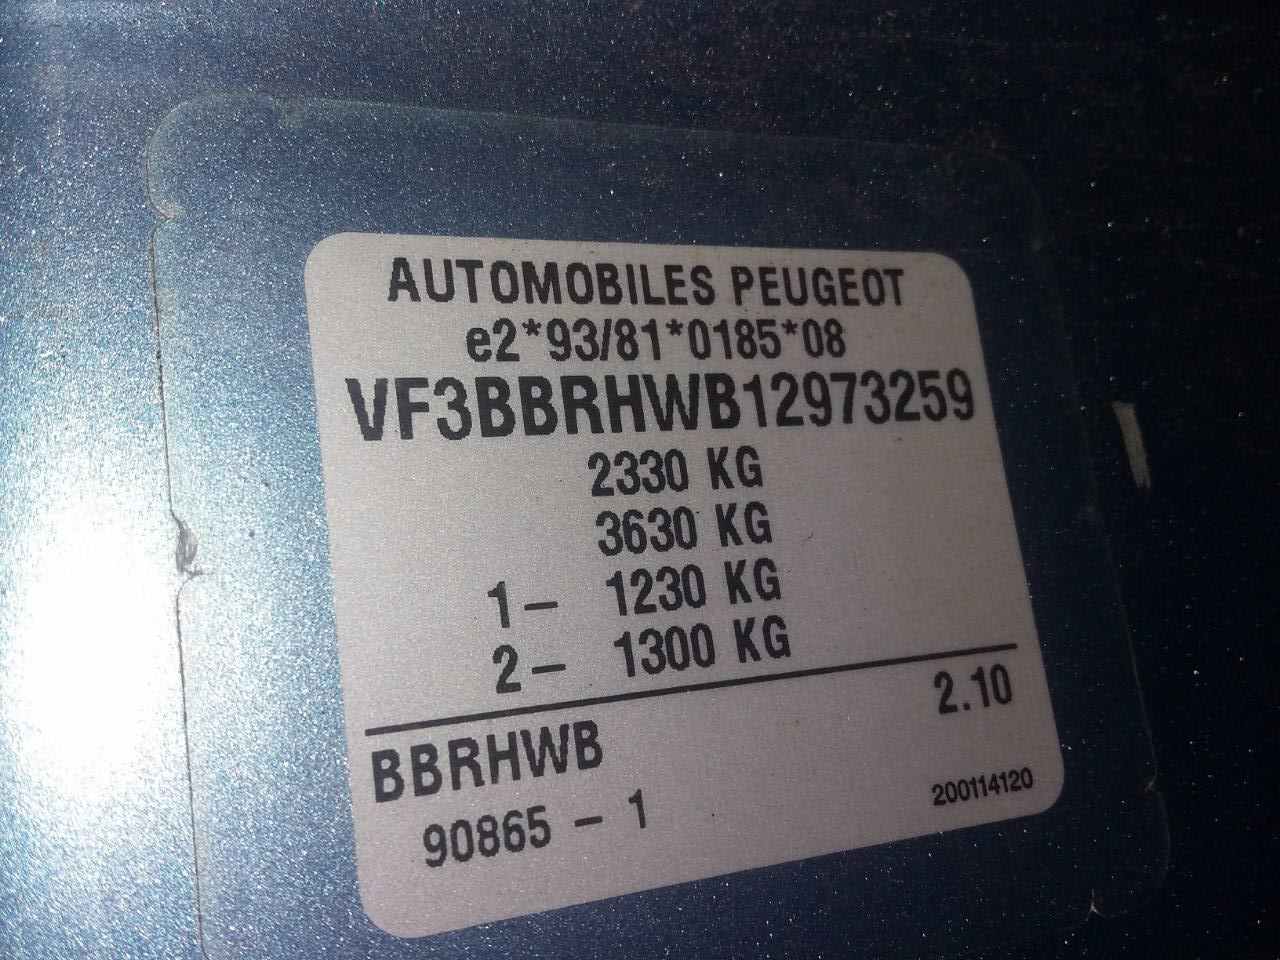 AUTOMOBILES PEUGEOT
e2*93/81*0185*08
VF3BBRHWB12973259
2330 KG
3630 KG
1- 1230 KG
2- 1300 KG
BBRHWB 2.10
90865 - 1 200114120